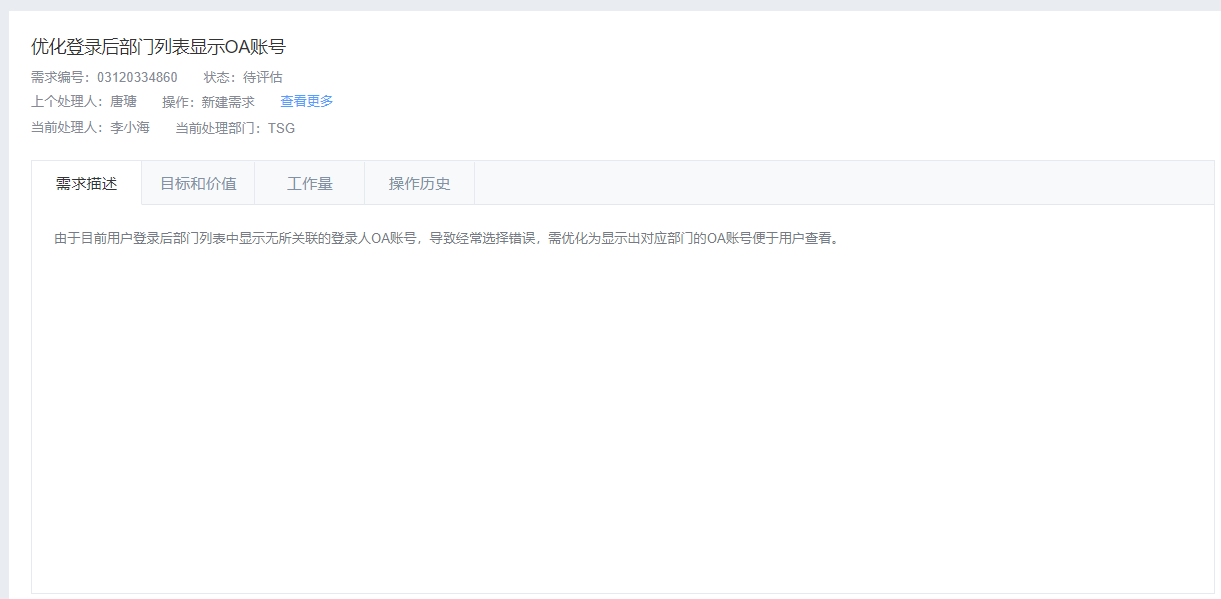 优化登录后部门列表显示OA账号
需求编号：03120334860 状态：待评估
上个处理人：唐瑭 操作：新建需求 查看更多
当前处理人：李小海 当前处理部门：TSG
需求描述 目标和价值 工作量 操作历史
由于目前用户登录后部门列表中显示无所关联的登录人OA账号，导致经常选择错误，需优化为显示出对应部门的OA账号便于用户查看。